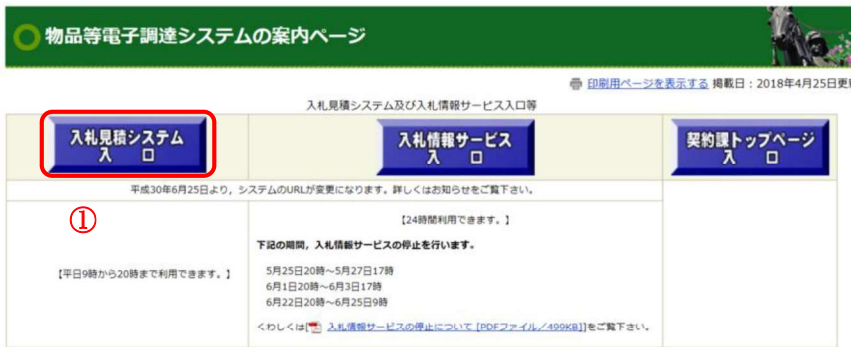 物品等電子調達システムの案内ページ
印刷用ページを表示する 掲載日：2018年4月25日更
入札見積システム及び入札情報サービス入口等
入札見積システム
入 口
入札情報サービス
入 口
契約課トップページ
入 口
平成30年6月25日より，システムのURLが変更になります。詳しくはお知らせをご覧下さい。
①
【平日9時から20時まで利用できます。】
【24時間利用できます。】
下記の期間，入札情報サービスの停止を行います。
5月25日20時～5月27日17時
6月1日20時～6月3日17時
6月22日20時～6月25日9時
くわしくは[入札情報サービスの停止について [PDFファイル／499KB]]をご覧下さい。